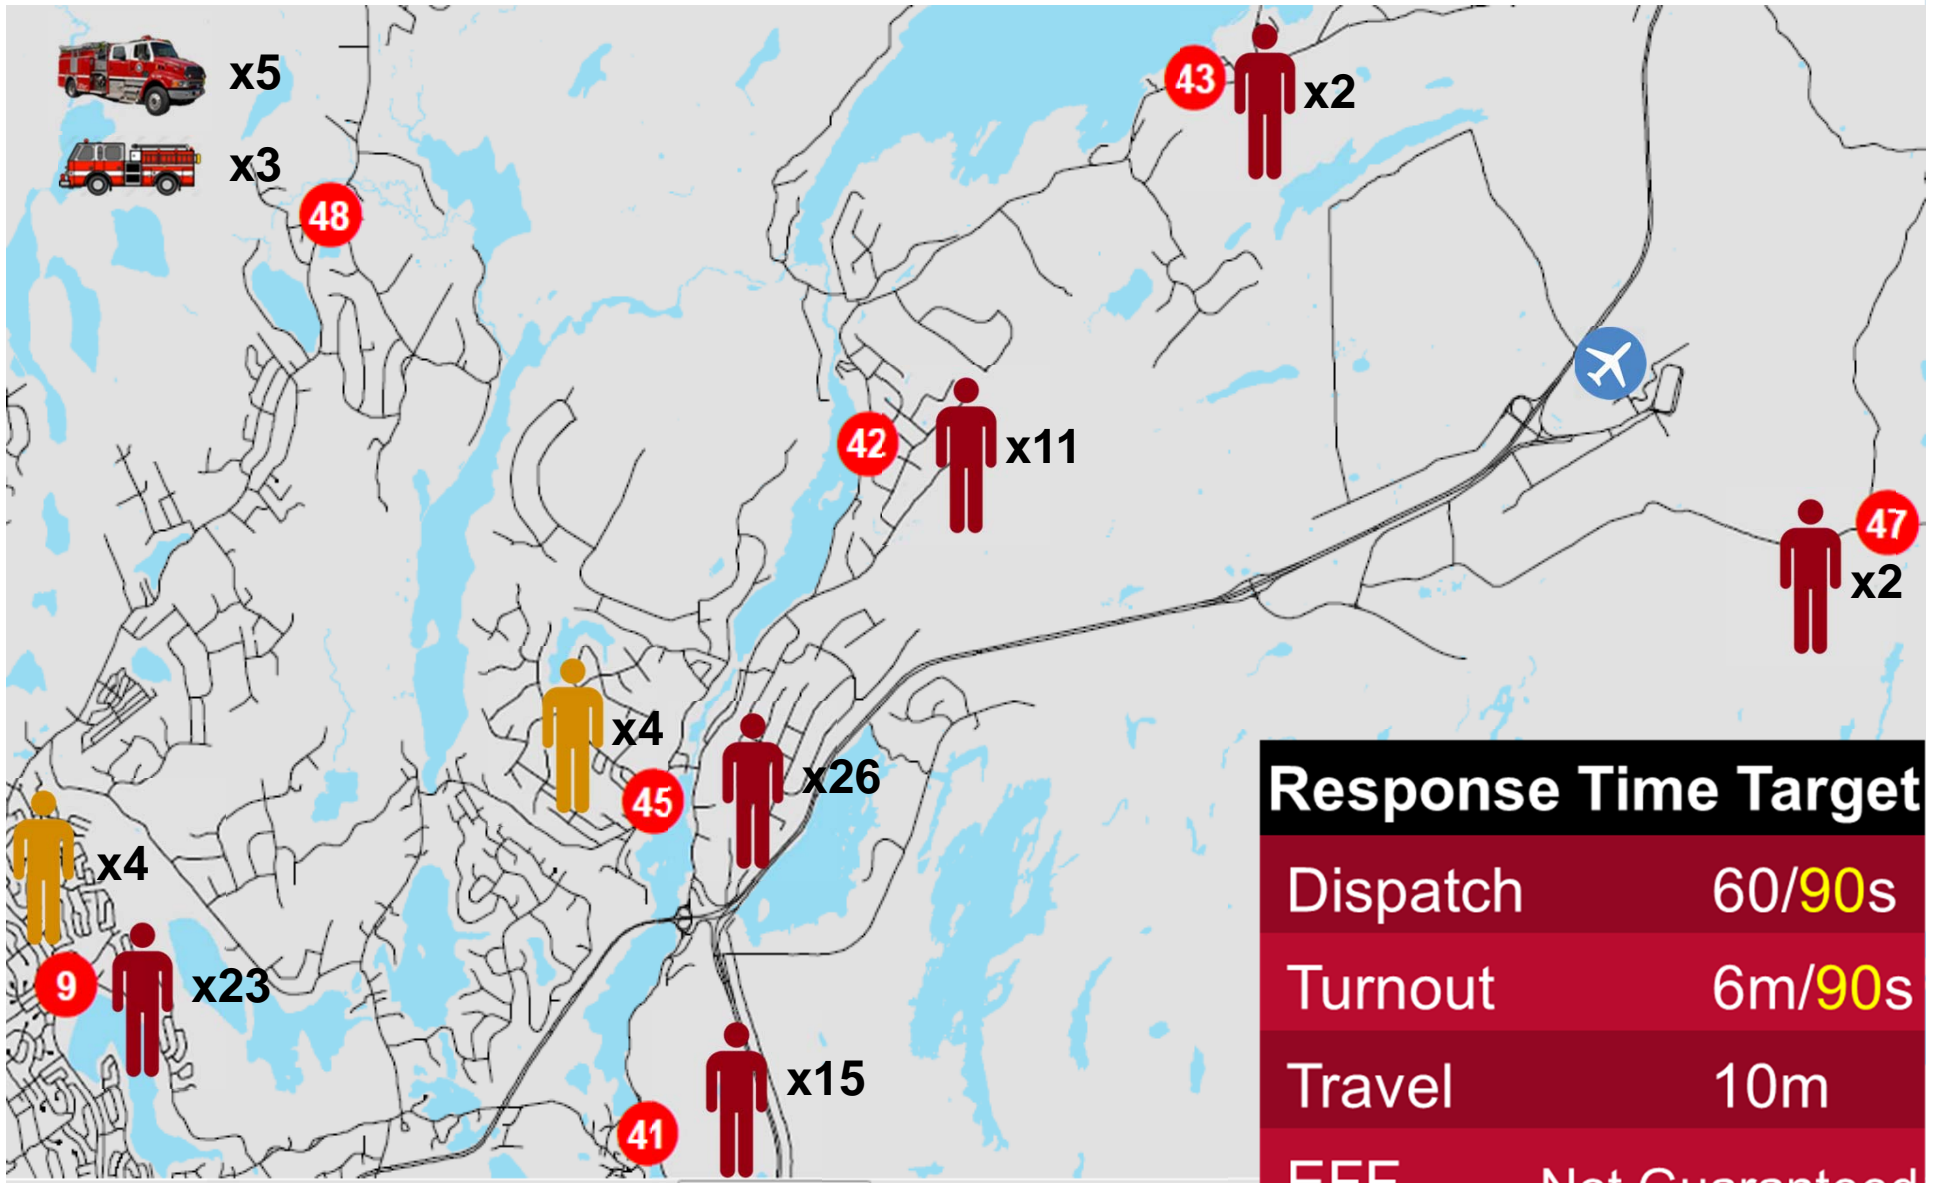 x5
x3
48
43
x2
42
x11
47
x2
x4
45
x26
x4
9
x23
x15
41
Response Time Target
Dispatch 60/90s
Turnout 6m/90s
Travel 10m